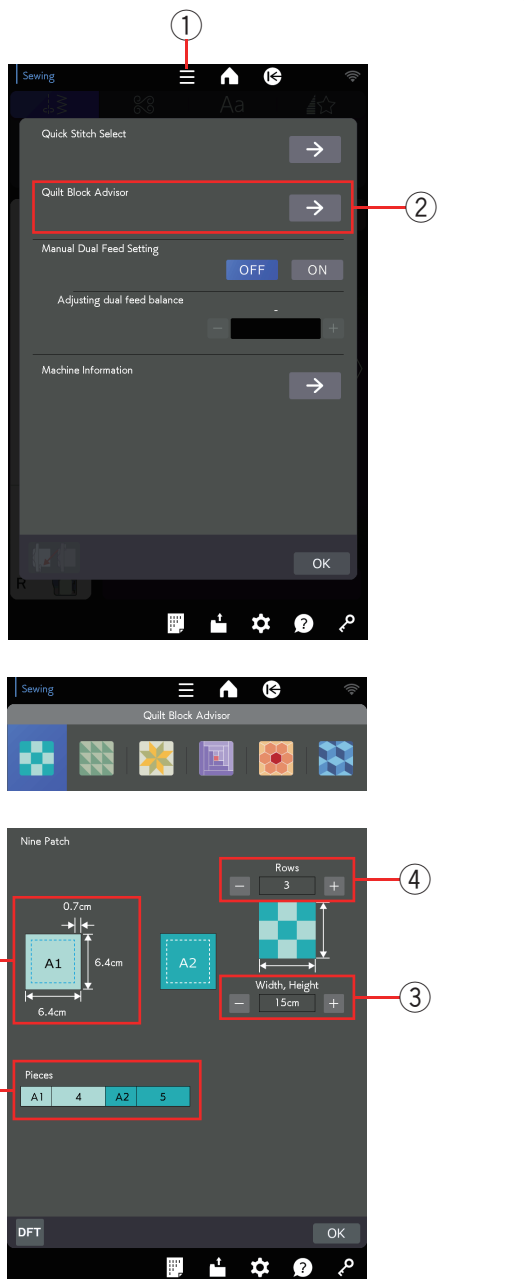 ①
Sewing
Aa
Quick Stitch Select
Quilt Block Advisor
②
Manual Dual Feed Setting
OFF ON
Adjusting dual feed balance
-
− +
Machine Information
OK
R
?
Sewing
Quilt Block Advisor
Nine Patch
Rows
− 3 +
④
0.7cm
A1
6.4cm
A2
6.4cm
Width, Height
− 15cm +
③
Pieces
A1 4 A2 5
DFT
OK
?